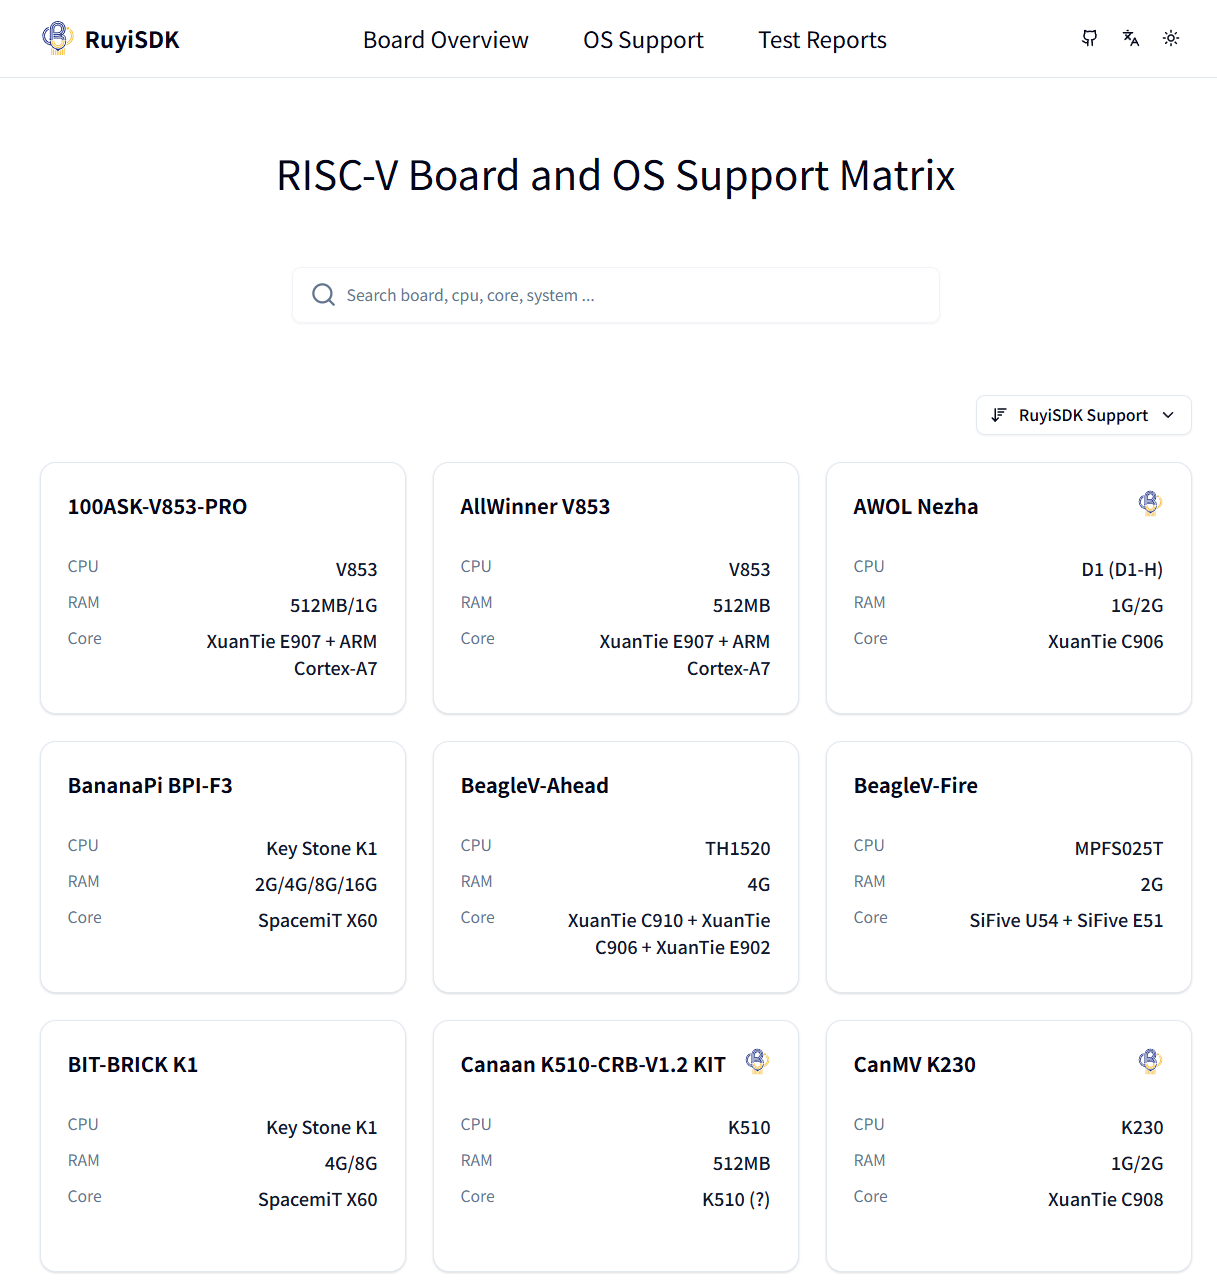 RuyiSDK
Board Overview
OS Support
Test Reports
RISC-V Board and OS Support Matrix
Search board, cpu, core, system ...
RuyiSDK Support
100ASK-V853-PRO
CPU V853
RAM 512MB/1G
Core XuanTie E907 + ARM
Cortex-A7
AllWinner V853
CPU V853
RAM 512MB
Core XuanTie E907 + ARM
Cortex-A7
AWOL Nezha
CPU D1 (D1-H)
RAM 1G/2G
Core XuanTie C906
BananaPi BPI-F3
CPU Key Stone K1
RAM 2G/4G/8G/16G
Core SpacemiT X60
BeagleV-Ahead
CPU TH1520
RAM 4G
Core XuanTie C910 + XuanTie
C906 + XuanTie E902
BeagleV-Fire
CPU MPFS025T
RAM 2G
Core SiFive U54 + SiFive E51
BIT-BRICK K1
CPU Key Stone K1
RAM 4G/8G
Core SpacemiT X60
Canaan K510-CRB-V1.2 KIT
CPU K510
RAM 512MB
Core K510 (?)
CanMV K230
CPU K230
RAM 1G/2G
Core XuanTie C908